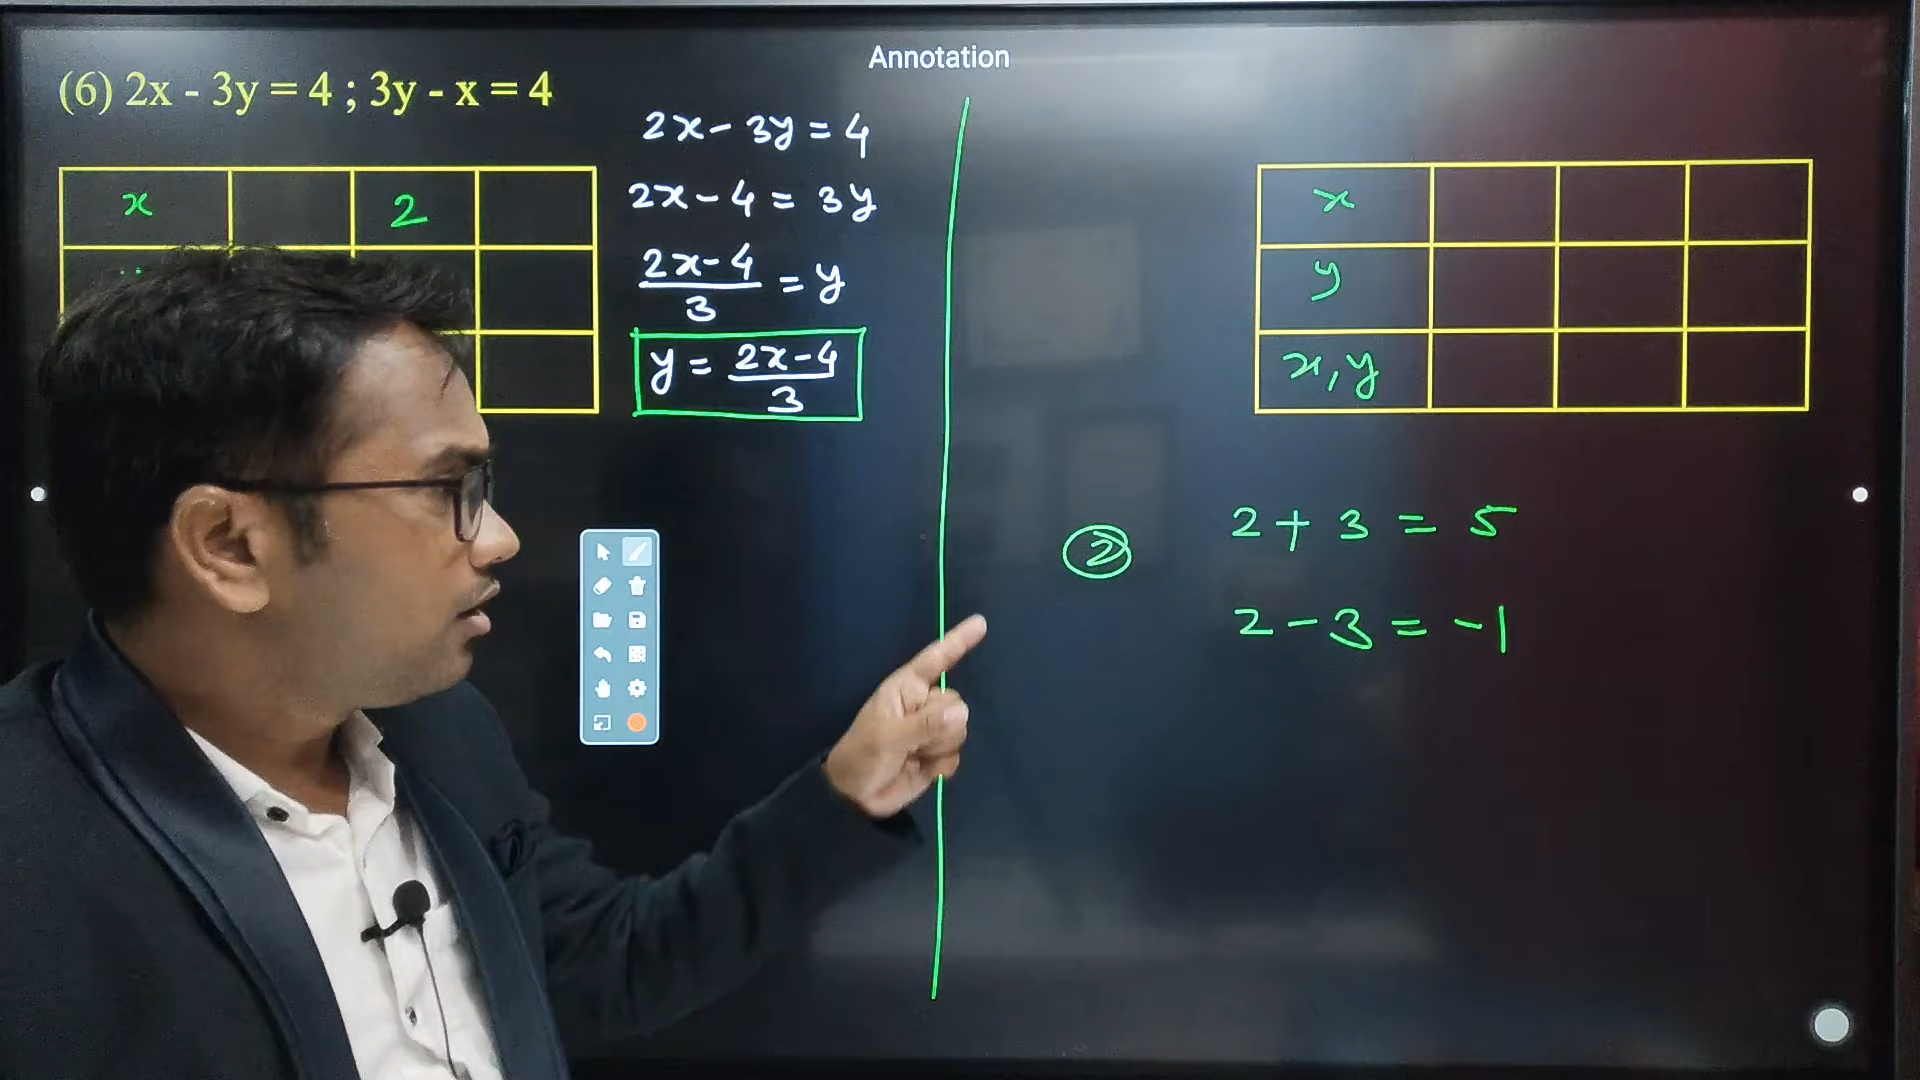 Annotation
(6) 2x - 3y = 4 ; 3y - x = 4
x 2
2x - 3y = 4
2x - 4 = 3y
2x - 4
3
= y
y = 2x - 4
3
x
y
x, y
2
2 + 3 = 5
2 - 3 = -1